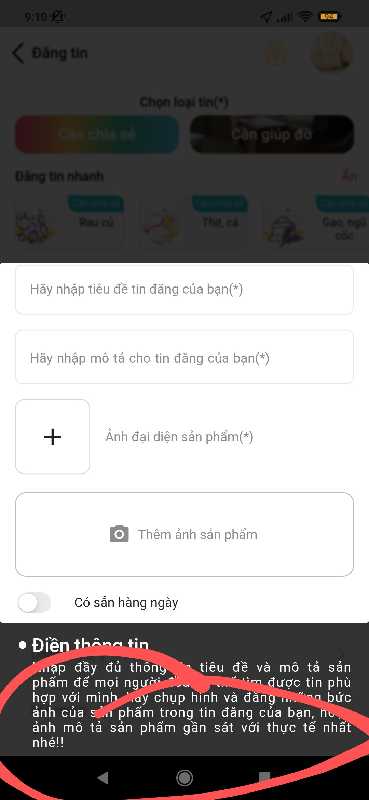 9:10
Đăng tin
Chọn loại tin(*)
Cần chia sẻ
Cần giúp đỡ
Đăng tin nhanh
Ẩn
Rau củ
Thịt, cá
Gạo, ngũ cốc
Hãy nhập tiêu đề tin đăng của bạn(*)
Hãy nhập mô tả cho tin đăng của bạn(*)
Ảnh đại diện sản phẩm(*)
Thêm ảnh sản phẩm
Có sẵn hàng ngày
Điền thông tin
Nhập đầy đủ thông tin tiêu đề và mô tả sản
phẩm để mọi người đều có thể tìm được tin phù
hợp với mình. Hãy chụp hình và đăng những bức
ảnh của sản phẩm trong tin đăng của bạn,
ảnh mô tả sản phẩm gần sát với thực tế nhất
nhé!!